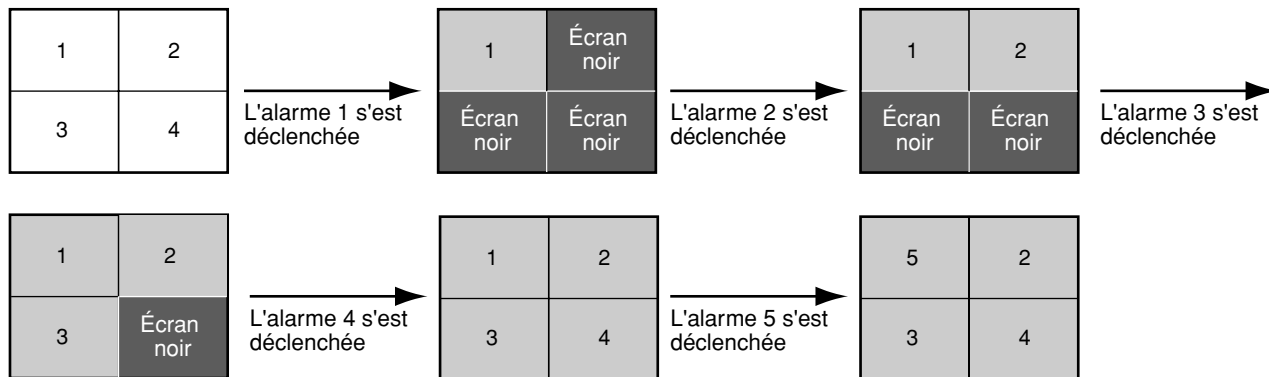 1 2
3 4
L'alarme 1 s'est
déclenchée
1 Écran
noir
Écran
noir
Écran
noir
L'alarme 2 s'est
déclenchée
1 2
Écran
noir
Écran
noir
L'alarme 3 s'est
déclenchée
1 2
3 Écran
noir
L'alarme 4 s'est
déclenchée
1 2
3 4
L'alarme 5 s'est
déclenchée
5 2
3 4